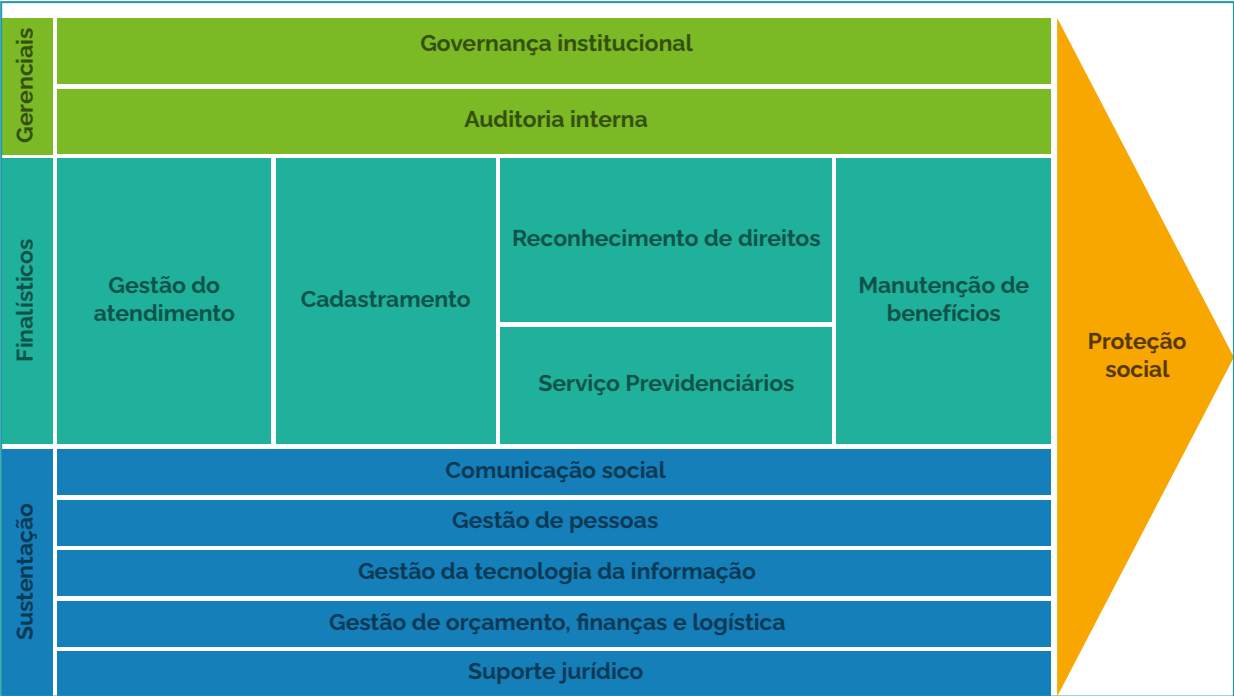 Gerenciais
Governança institucional
Auditoria interna
Finalísticos
Gestão do
atendimento
Cadastramento
Reconhecimento de direitos
Serviço Previdenciários
Manutenção de
benefícios
Sustentação
Comunicação social
Gestão de pessoas
Gestão da tecnologia da informação
Gestão de orçamento, finanças e logística
Suporte jurídico
Proteção
social